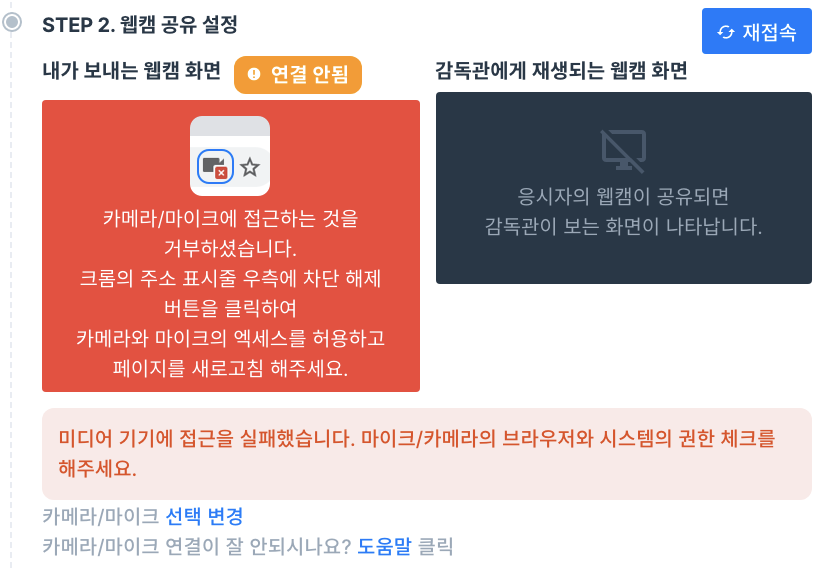 STEP 2. 웹캠 공유 설정
재접속
내가 보내는 웹캠 화면
연결 안됨
감독관에게 재생되는 웹캠 화면
카메라/마이크에 접근하는 것을
거부하셨습니다.
크롬의 주소 표시줄 우측에 차단 해제
버튼을 클릭하여
카메라와 마이크의 엑세스를 허용하고
페이지를 새로고침 해주세요.
응시자의 웹캠이 공유되면
감독관이 보는 화면이 나타납니다.
미디어 기기에 접근을 실패했습니다. 마이크/카메라의 브라우저와 시스템의 권한 체크를
해주세요.
카메라/마이크 선택 변경
카메라/마이크 연결이 잘 안되시나요? 도움말 클릭